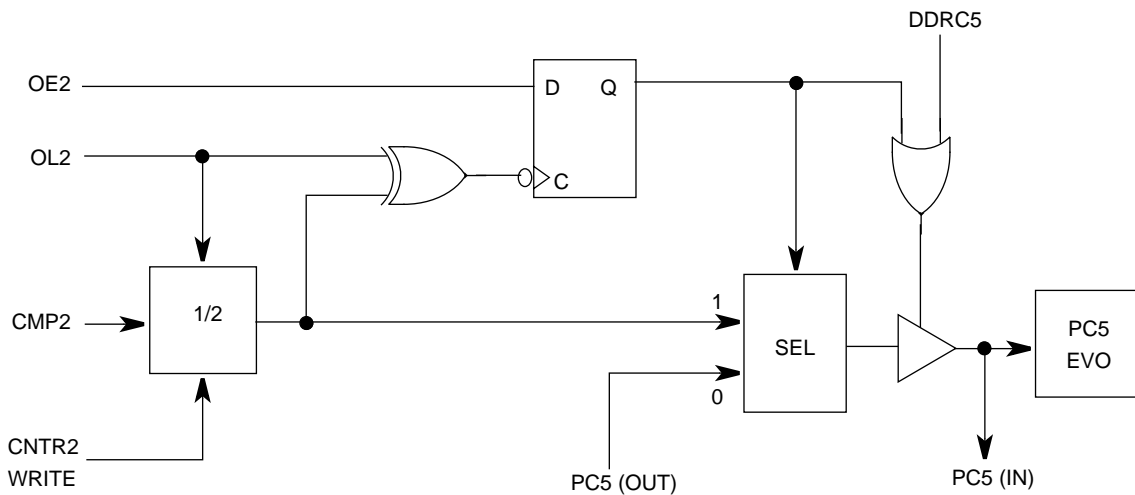 DDRC5
OE2
D
Q
OL2
C
1/2
CMP2
1
SEL
0
PC5
EVO
CNTR2
WRITE
PC5 (OUT)
PC5 (IN)